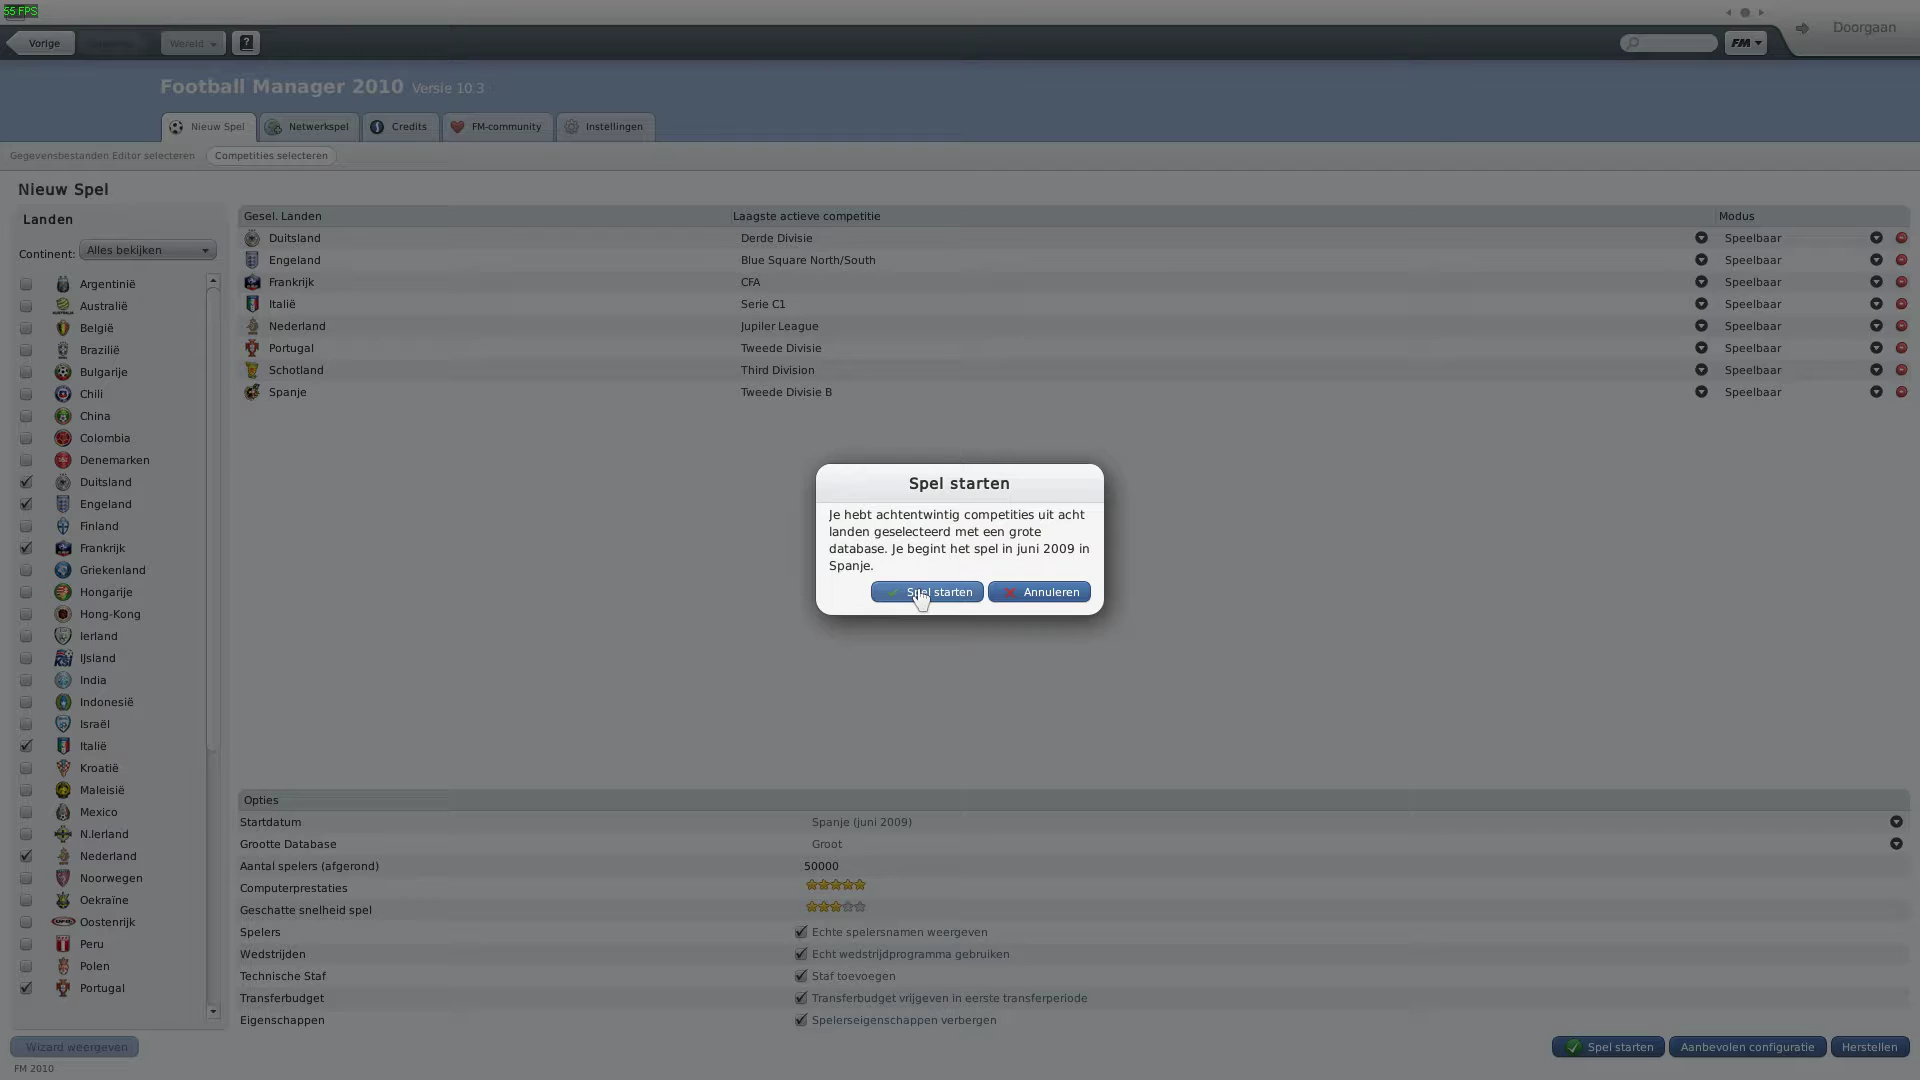 55 FPS
Vorige
Wereld
?
FM
Doorgaan
Football Manager 2010 Versie 10.3
Nieuw Spel
Netwerkspel
Credits
FM-community
Instellingen
Gegevensbestanden Editor selecteren
Competities selecteren
Nieuw Spel
Landen
Continent: Alles bekijken
Argentinië
Australië
België
Brazilië
Bulgarije
Chili
China
Colombia
Denemarken
Duitsland
Engeland
Finland
Frankrijk
Griekenland
Hongarije
Hong-Kong
Ierland
IJsland
India
Indonesië
Israël
Italië
Kroatië
Maleisië
Mexico
N.Ierland
Nederland
Noorwegen
Oekraïne
Oostenrijk
Peru
Polen
Portugal
Gesel. Landen Laagste actieve competitie Modus
Duitsland Derde Divisie Speelbaar
Engeland Blue Square North/South Speelbaar
Frankrijk CFA Speelbaar
Italië Serie C1 Speelbaar
Nederland Jupiler League Speelbaar
Portugal Tweede Divisie Speelbaar
Schotland Third Division Speelbaar
Spanje Tweede Divisie B Speelbaar
Spel starten
Je hebt achtentwintig competities uit acht
landen geselecteerd met een grote
database. Je begint het spel in juni 2009 in
Spanje.
Spel starten
Annuleren
Opties
Startdatum Spanje (juni 2009)
Grootte Database Groot
Aantal spelers (afgerond) 50000
Computerprestaties
Geschatte snelheid spel
Spelers Echte spelersnamen weergeven
Wedstrijden Echt wedstrijdprogramma gebruiken
Technische Staf Staf toevoegen
Transferbudget Transferbudget vrijgeven in eerste transferperiode
Eigenschappen Spelerseigenschappen verbergen
Wizard weergeven
Spel starten
Aanbevolen configuratie
Herstellen
FM 2010